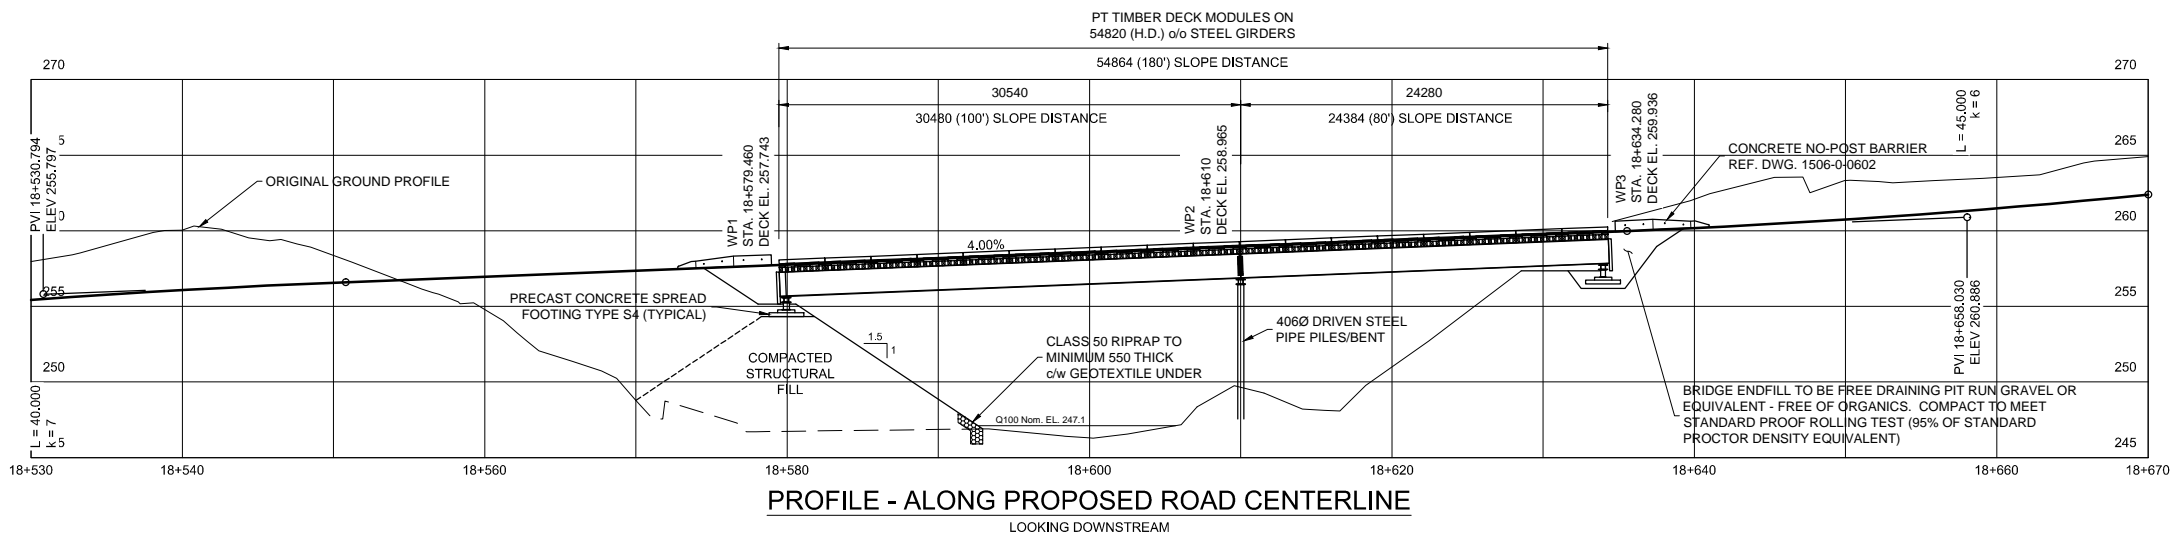 PT TIMBER DECK MODULES ON
54820 (H.D.) o/o STEEL GIRDERS
54864 (180') SLOPE DISTANCE
270
270
30540
24280
30480 (100') SLOPE DISTANCE
24384 (80') SLOPE DISTANCE
PVI 18+530.794
ELEV 255.797
5
0
255
250
5
L = 40.000
k = 7
ORIGINAL GROUND PROFILE
WP1
STA. 18+579.460
DECK EL. 257.743
WP2
STA. 18+610
DECK EL. 258.965
WP3
STA. 18+634.280
DECK EL. 259.936
CONCRETE NO-POST BARRIER
REF. DWG. 1506-0-0602
L = 45.000
k = 6
265
260
255
250
245
4.00%
PRECAST CONCRETE SPREAD
FOOTING TYPE S4 (TYPICAL)
COMPACTED
STRUCTURAL
FILL
1.5
1
CLASS 50 RIPRAP TO
MINIMUM 550 THICK
c/w GEOTEXTILE UNDER
Q100 Nom. EL. 247.1
406Ø DRIVEN STEEL
PIPE PILES/BENT
PVI 18+658.030
ELEV 260.886
BRIDGE ENDFILL TO BE FREE DRAINING PIT RUN GRAVEL OR
EQUIVALENT - FREE OF ORGANICS. COMPACT TO MEET
STANDARD PROOF ROLLING TEST (95% OF STANDARD
PROCTOR DENSITY EQUIVALENT)
18+530
18+540
18+560
18+580
18+600
18+620
18+640
18+660
18+670
PROFILE - ALONG PROPOSED ROAD CENTERLINE
LOOKING DOWNSTREAM